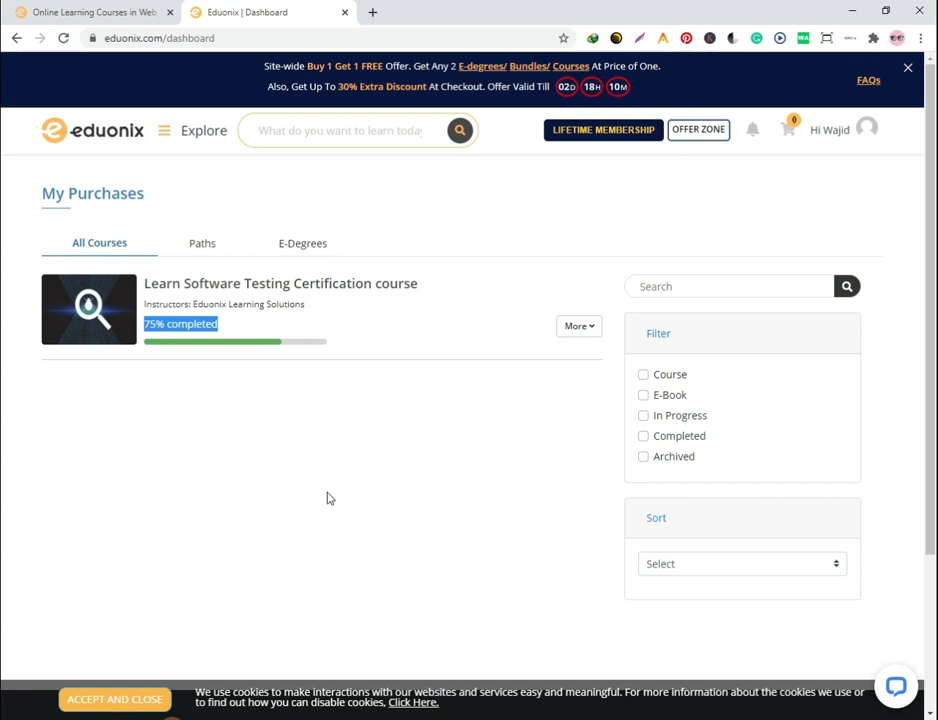 Online Learning Courses in Web
Eduonix | Dashboard
eduonix.com/dashboard
Site-wide Buy 1 Get 1 FREE Offer. Get Any 2 E-degrees/ Bundles/ Courses At Price of One.
Also, Get Up To 30% Extra Discount At Checkout. Offer Valid Till 02D 18H 10M
FAQs
eduonix
Explore
What do you want to learn today
LIFETIME MEMBERSHIP
OFFER ZONE
0
Hi Wajid
My Purchases
All Courses
Paths
E-Degrees
Learn Software Testing Certification course
Instructors: Eduonix Learning Solutions
75% completed
More
Search
Filter
Course
E-Book
In Progress
Completed
Archived
Sort
Select
ACCEPT AND CLOSE
We use cookies to make interactions with our websites and services easy and meaningful. For more information about the cookies we use or
to find out how you can disable cookies, Click Here.